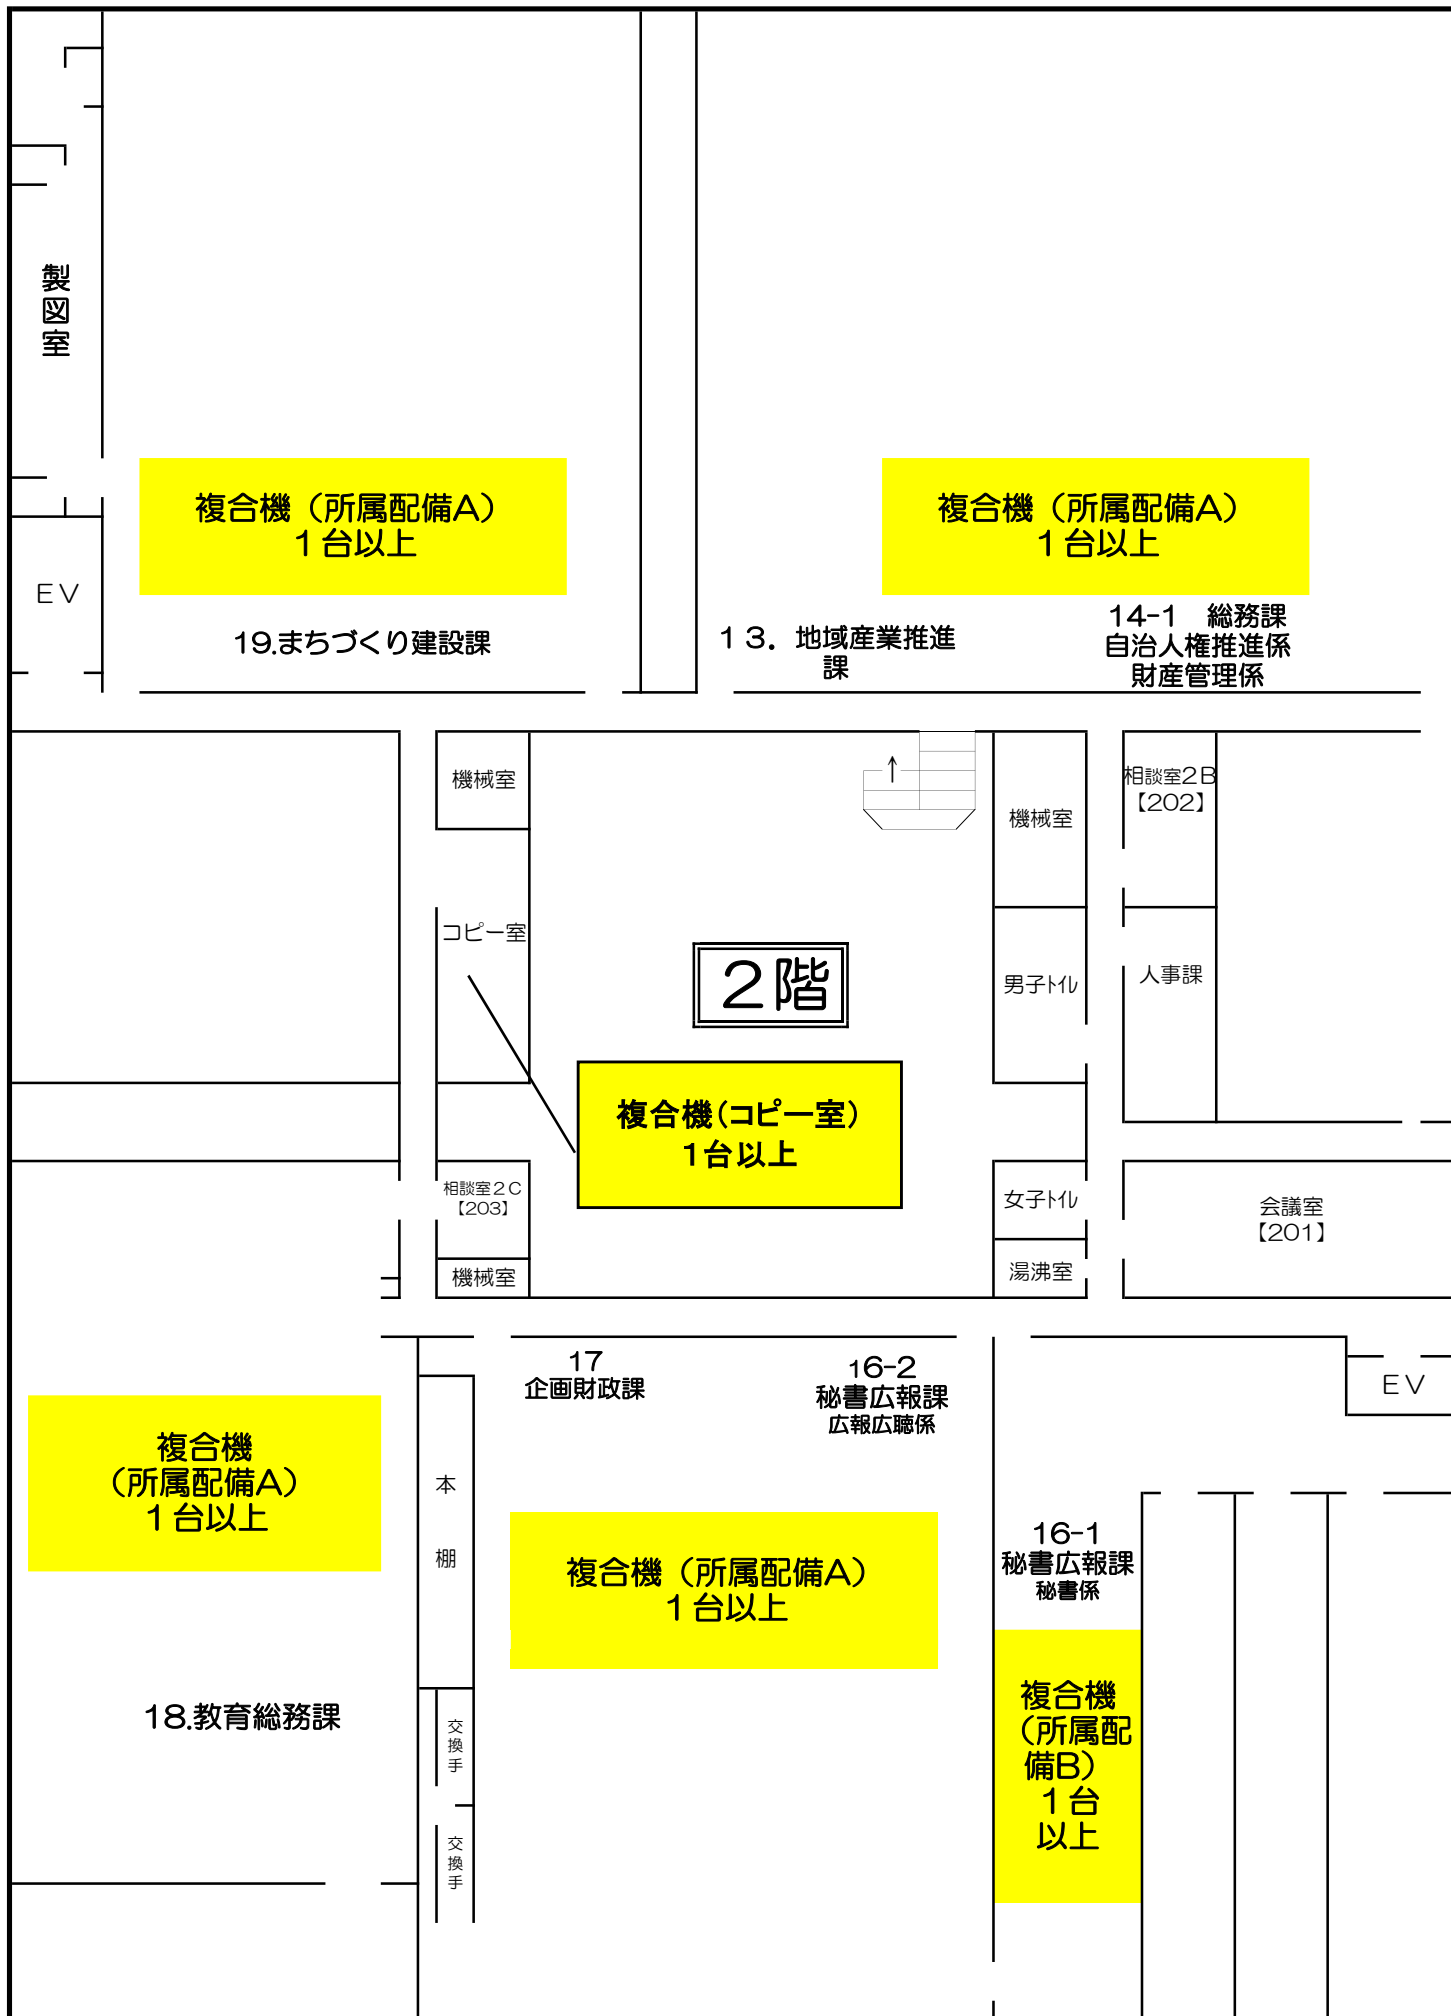 製図室
複合機（所属配備A）
１台以上
複合機（所属配備A）
１台以上
ＥＶ
19.まちづくり建設課
１３．地域産業推進
課
14-1　総務課
自治人権推進係
財産管理係
機械室
機械室
相談室２Ｂ
【202】
コピー室
２階
男子ﾄｲﾚ
人事課
複合機（コピー室）
1台以上
相談室２Ｃ
【203】
女子ﾄｲﾚ
会議室
【201】
機械室
湯沸室
17
企画財政課
16-2
秘書広報課
広報広聴係
ＥＶ
複合機
（所属配備A）
１台以上
本
棚
複合機（所属配備A）
１台以上
16-1
秘書広報課
秘書係
複合機
（所属配
備B）
１台
以上
18.教育総務課
交換手
交換手